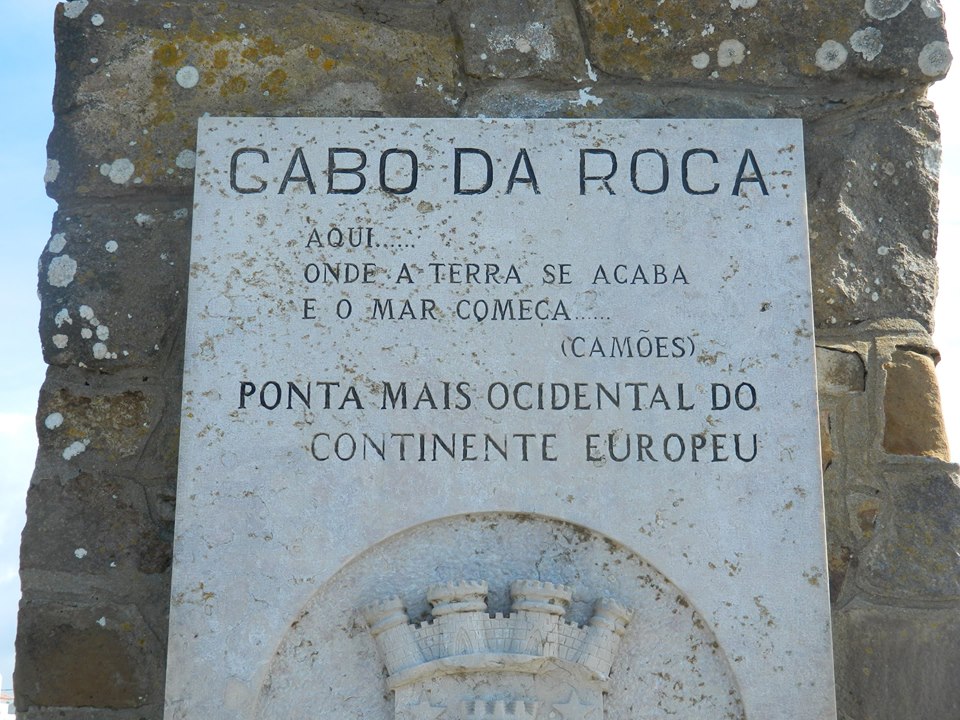 CABO DA ROCA
AQUI......
ONDE A TERRA SE ACABA
E O MAR COMEÇA......
(CAMÕES)
PONTA MAIS OCIDENTAL DO
CONTINENTE EUROPEU